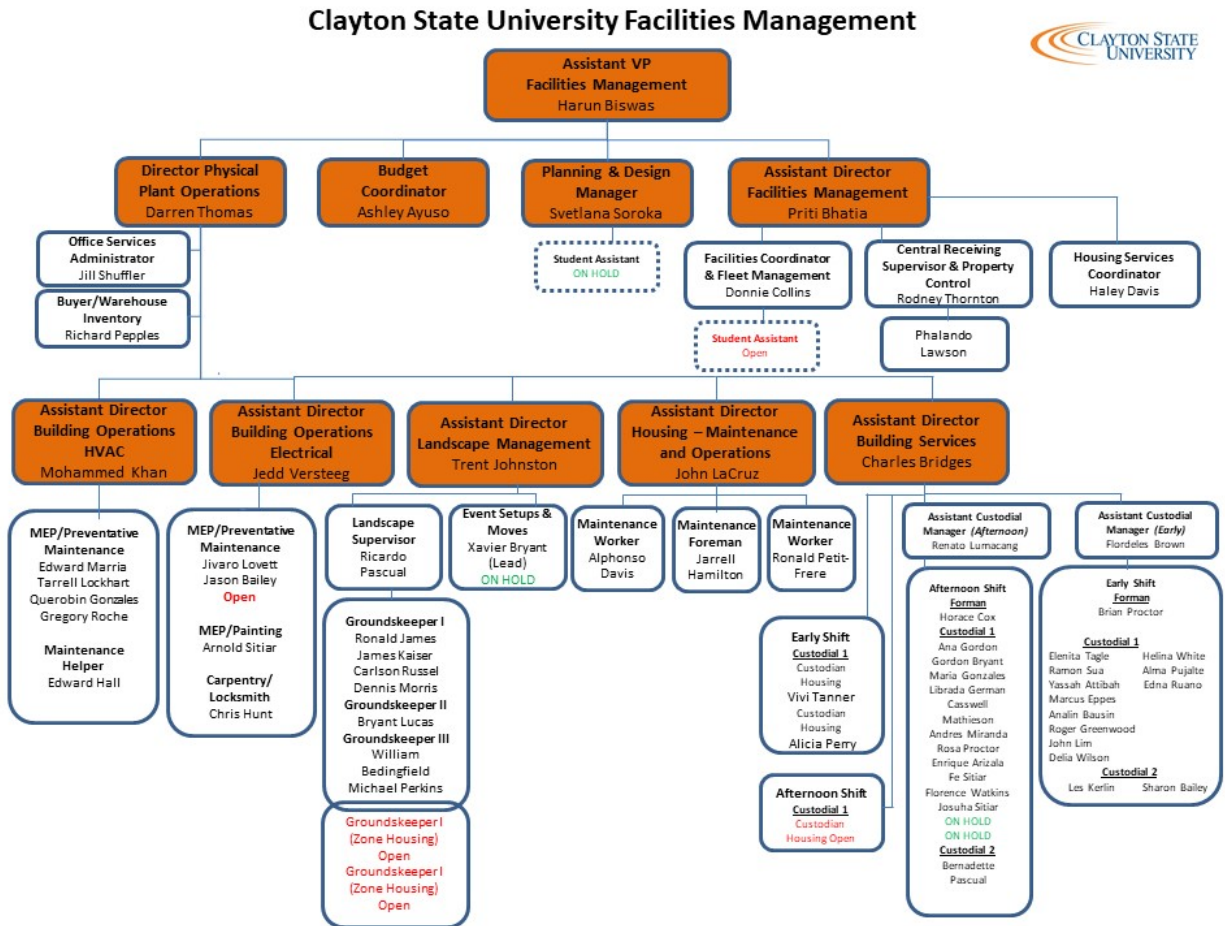 Clayton State University Facilities Management
CLAYTON STATE
UNIVERSITY
Assistant VP
Facilities Management
Harun Biswas
Director Physical
Plant Operations
Darren Thomas
Budget
Coordinator
Ashley Ayuso
Planning & Design
Manager
Svetlana Soroka
Assistant Director
Facilities Management
Priti Bhatia
Office Services
Administrator
Jill Shuffler
Buyer/Warehouse
Inventory
Richard Pepples
Student Assistant
ON HOLD
Facilities Coordinator
& Fleet Management
Donnie Collins
Student Assistant
Open
Central Receiving
Supervisor & Property
Control
Rodney Thornton
Phalando
Lawson
Housing Services
Coordinator
Haley Davis
Assistant Director
Building Operations
HVAC
Mohammed Khan
Assistant Director
Building Operations
Electrical
Jedd Versteeg
Assistant Director
Landscape Management
Trent Johnston
Assistant Director
Housing – Maintenance
and Operations
John LaCruz
Assistant Director
Building Services
Charles Bridges
MEP/Preventative
Maintenance
Edward Marria
Tarrell Lockhart
Querobin Gonzales
Gregory Roche
Maintenance
Helper
Edward Hall
MEP/Preventative
Maintenance
Jivaro Lovett
Jason Bailey
Open
MEP/Painting
Arnold Sitiar
Carpentry/
Locksmith
Chris Hunt
Landscape
Supervisor
Ricardo
Pascual
Event Setups &
Moves
Xavier Bryant
(Lead)
ON HOLD
Groundskeeper I
Ronald James
James Kaiser
Carlson Russel
Dennis Morris
Groundskeeper II
Bryant Lucas
Groundskeeper III
William
Bedingfield
Michael Perkins
Groundskeeper I
(Zone Housing)
Open
Groundskeeper I
(Zone Housing)
Open
Maintenance
Worker
Alphonso
Davis
Maintenance
Foreman
Jarrell
Hamilton
Maintenance
Worker
Ronald Petit-
Frere
Early Shift
Custodial 1
Custodian
Housing
Vivi Tanner
Custodian
Housing
Alicia Perry
Afternoon Shift
Custodial 1
Custodian
Housing Open
Assistant Custodial
Manager (Afternoon)
Renato Lumacang
Afternoon Shift
Forman
Horace Cox
Custodial 1
Ana Gordon
Gordon Bryant
Maria Gonzales
Librada German
Casswell
Mathieson
Andres Miranda
Rosa Proctor
Enrique Arizala
Fe Sitiar
Florence Watkins
Josuha Sitiar
ON HOLD
ON HOLD
Custodial 2
Bernadette
Pascual
Assistant Custodial
Manager (Early)
Flordeles Brown
Early Shift
Forman
Brian Proctor
Custodial 1
Elenita Tagle Helina White
Ramon Sua Alma Pujalte
Yassah Attibah Edna Ruano
Marcus Eppes
Analin Bausin
Roger Greenwood
John Lim
Delia Wilson
Custodial 2
Les Kerlin Sharon Bailey